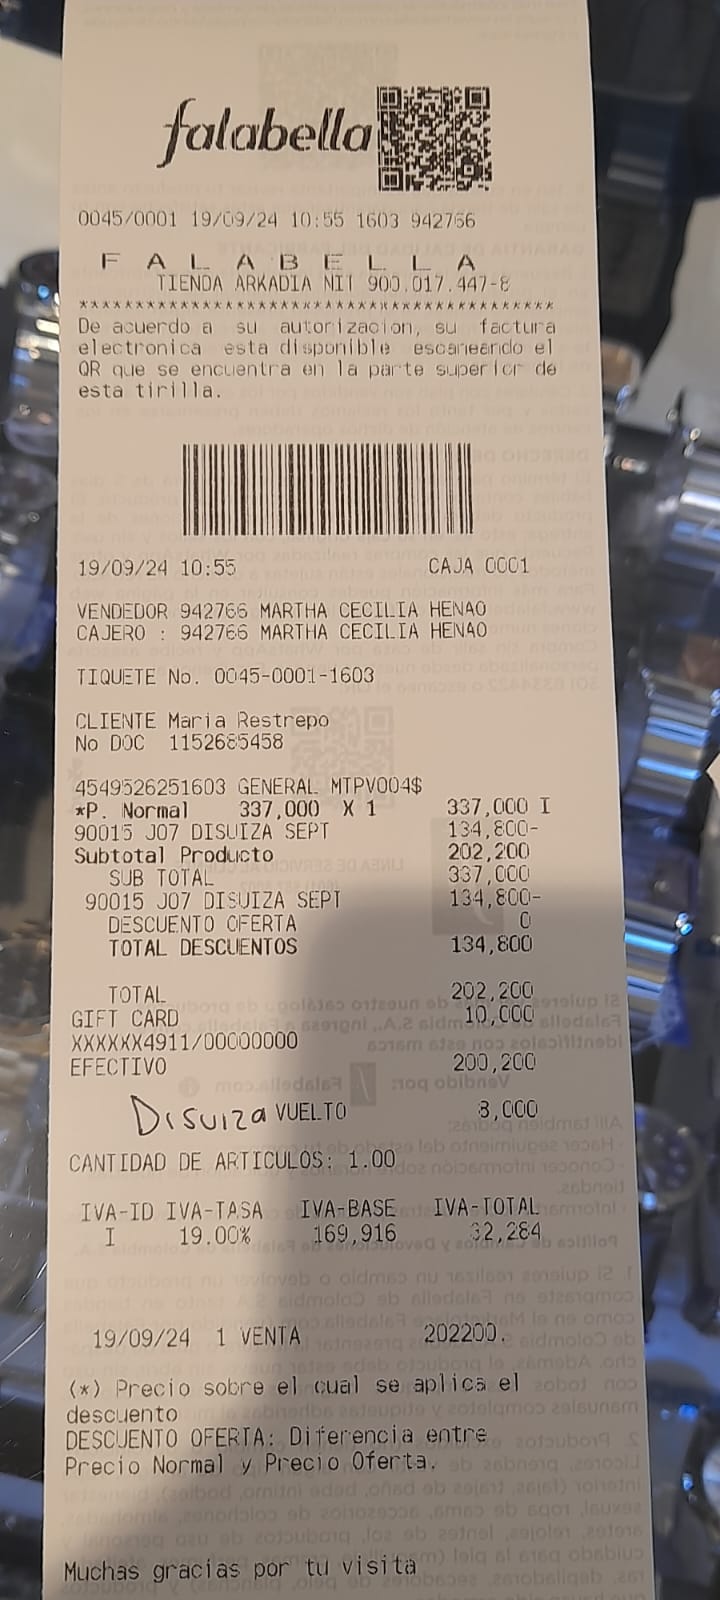 falabella
0045/0001 19/09/24 10:55 1603 942766
F A L A B E L L A
TIENDA ARKADIA NIT 900.017.447-8
*******************************************
De acuerdo a su autorizacion, su factura
electronica esta disponible escaneando el
QR que se encuentra en la parte superior de
esta tirilla.
19/09/24 10:55 CAJA 0001
VENDEDOR 942766 MARTHA CECILIA HENAO
CAJERO : 942766 MARTHA CECILIA HENAO
TIQUETE No. 0045-0001-1603
CLIENTE Maria Restrepo
No DOC 1152685458
4549526251603 GENERAL MTPV004$
*P. Normal 337,000 X 1 337,000 I
90015 J07 DISUIZA SEPT 134,800-
Subtotal Producto 202,200
SUB TOTAL 337,000
90015 J07 DISUIZA SEPT 134,800-
DESCUENTO OFERTA 0
TOTAL DESCUENTOS 134,800
TOTAL 202,200
GIFT CARD 10,000
XXXXXX4911/00000000
EFECTIVO 200,200
Disuiza VUELTO 8,000
CANTIDAD DE ARTICULOS: 1.00
IVA-ID IVA-TASA IVA-BASE IVA-TOTAL
I 19.00% 169,916 32,284
19/09/24 1 VENTA 202200.
(*) Precio sobre el cual se aplica el
descuento
DESCUENTO OFERTA: Diferencia entre
Precio Normal y Precio Oferta.
Muchas gracias por tu visita